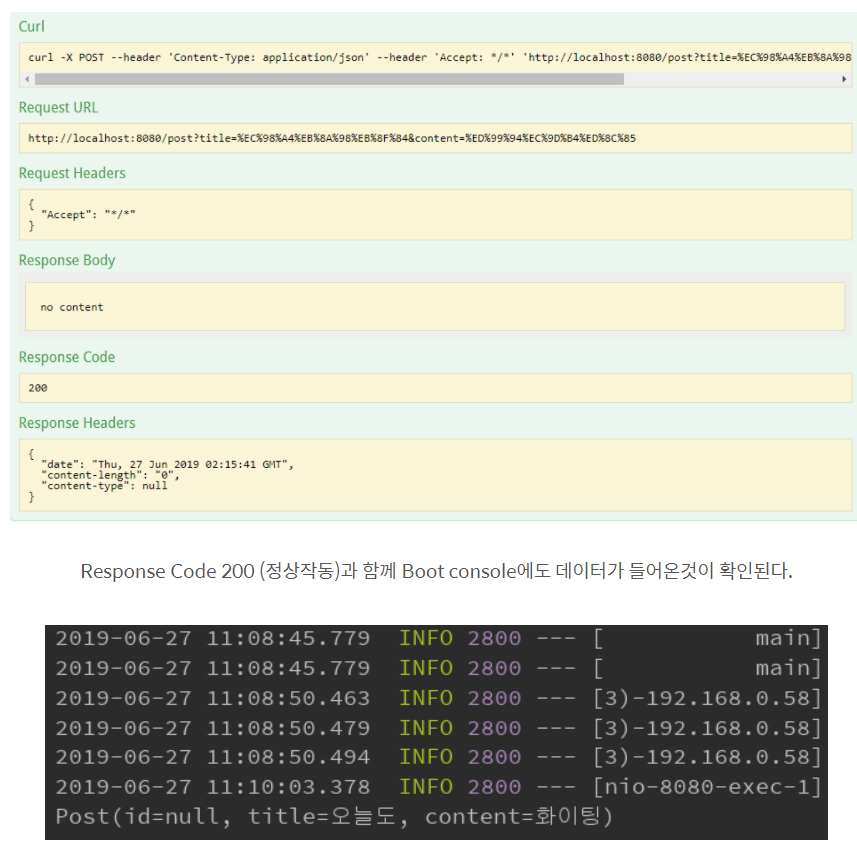 Curl
curl -X POST --header 'Content-Type: application/json' --header 'Accept: */*' 'http://localhost:8080/post?title=%EC%98%A4%EB%8A%98
Request URL
http://localhost:8080/post?title=%EC%98%A4%EB%8A%98%EB%8F%84&content=%ED%99%94%EC%9D%B4%ED%8C%85
Request Headers
{
"Accept": "*/*"
}
Response Body
no content
Response Code
200
Response Headers
{
"date": "Thu, 27 Jun 2019 02:15:41 GMT",
"content-length": "0",
"content-type": null
}
Response Code 200 (정상작동)과 함께 Boot console에도 데이터가 들어온것이 확인된다.
2019-06-27 11:08:45.779 INFO 2800 --- [ main]
2019-06-27 11:08:45.779 INFO 2800 --- [ main]
2019-06-27 11:08:50.463 INFO 2800 --- [3)-192.168.0.58]
2019-06-27 11:08:50.479 INFO 2800 --- [3)-192.168.0.58]
2019-06-27 11:08:50.494 INFO 2800 --- [3)-192.168.0.58]
2019-06-27 11:10:03.378 INFO 2800 --- [nio-8080-exec-1]
Post(id=null, title=오늘도, content=화이팅)